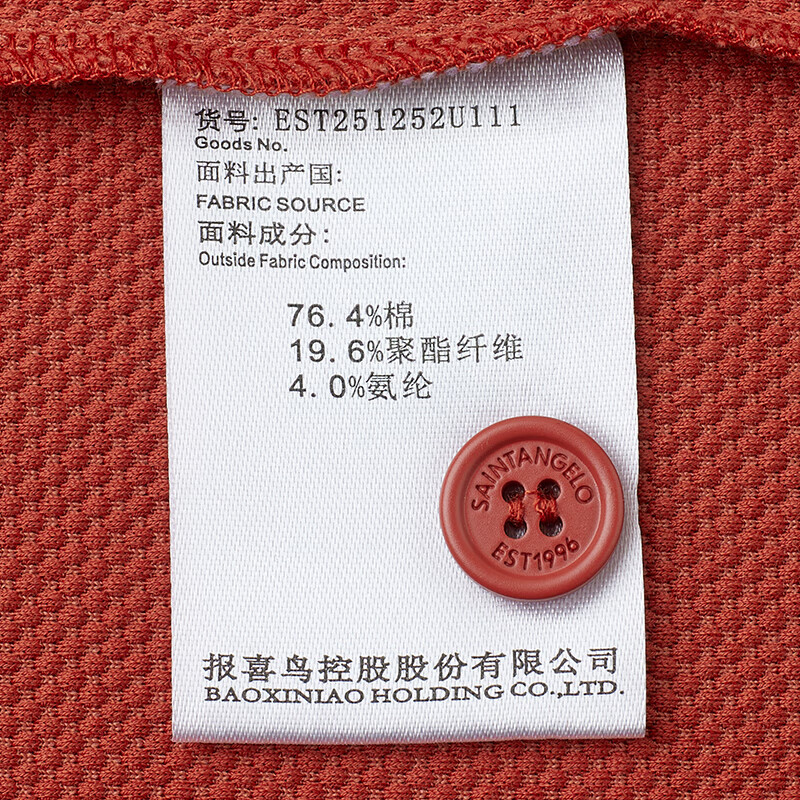 货号: EST251252U111
Goods No.
面料出产国:
FABRIC SOURCE
面料成分:
Outside Fabric Composition:
76.4%棉
19.6%聚酯纤维
4.0%氨纶
SAINTANGELO
EST1996
报喜鸟控股股份有限公司
BAOXINIAO HOLDING CO.,LTD.